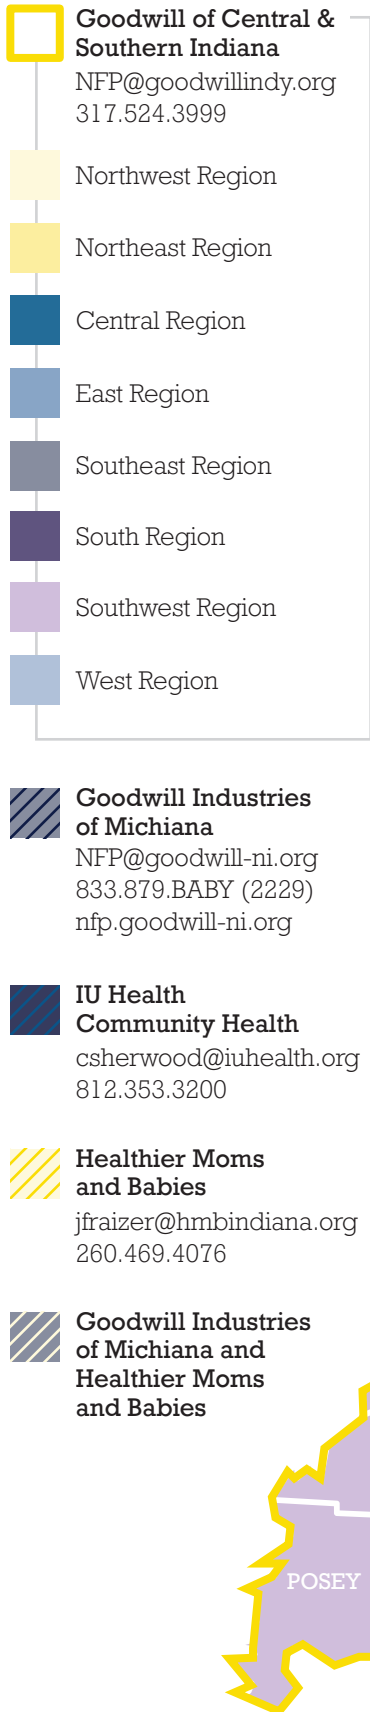 Goodwill of Central &
Southern Indiana
NFP@goodwillindy.org
317.524.3999
Northwest Region
Northeast Region
Central Region
East Region
Southeast Region
South Region
Southwest Region
West Region
Goodwill Industries
of Michiana
NFP@goodwill-ni.org
833.879.BABY (2229)
nfp.goodwill-ni.org
IU Health
Community Health
csherwood@iuhealth.org
812.353.3200
Healthier Moms
and Babies
jfraizer@hmbindiana.org
260.469.4076
Goodwill Industries
of Michiana and
Healthier Moms
and Babies
POSEY